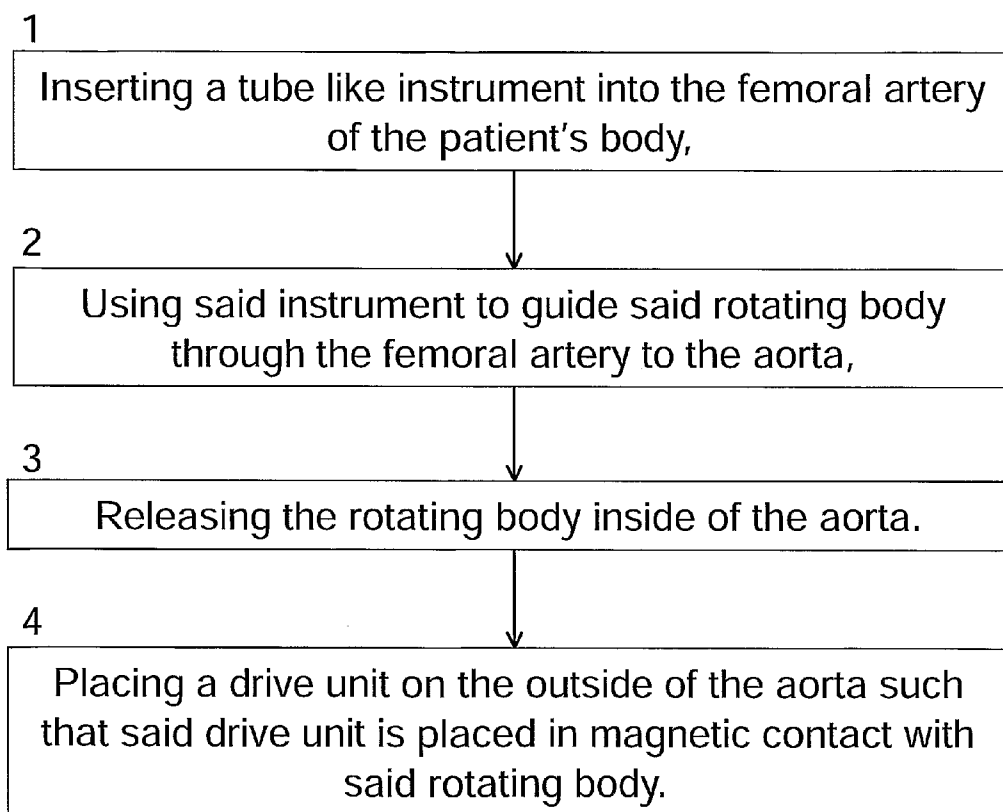 1
Inserting a tube like instrument into the femoral artery
of the patient's body,
2
Using said instrument to guide said rotating body
through the femoral artery to the aorta,
3
Releasing the rotating body inside of the aorta.
4
Placing a drive unit on the outside of the aorta such
that said drive unit is placed in magnetic contact with
said rotating body.